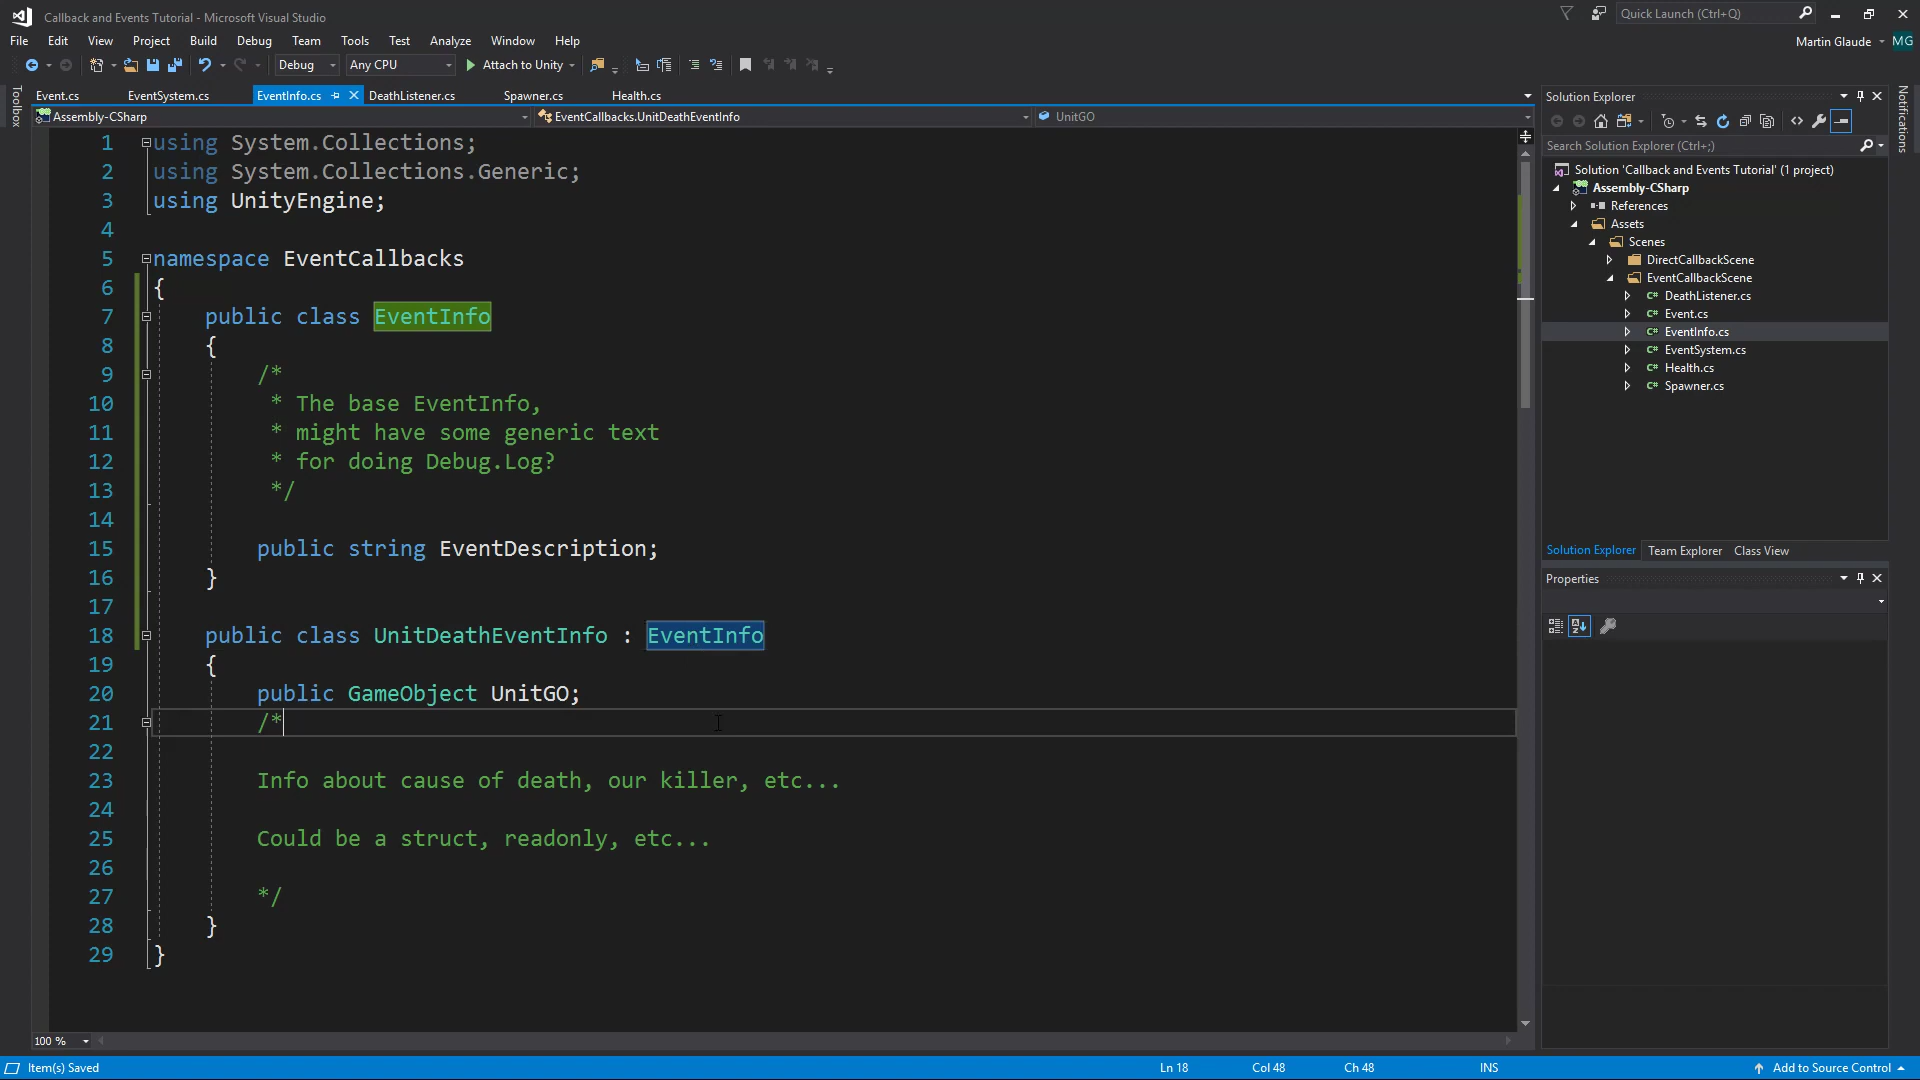 Callback and Events Tutorial - Microsoft Visual Studio
Quick Launch (Ctrl+Q)
File Edit View Project Build Debug Team Tools Test Analyze Window Help
Martin Glaude MG
Debug Any CPU Attach to Unity
Toolbox
Event.cs EventSystem.cs EventInfo.cs DeathListener.cs Spawner.cs Health.cs
Assembly-CSharp EventCallbacks.UnitDeathEventInfo UnitGO
1 using System.Collections;
2 using System.Collections.Generic;
3 using UnityEngine;
4
5 namespace EventCallbacks
6 {
7 public class EventInfo
8 {
9 /*
10 * The base EventInfo,
11 * might have some generic text
12 * for doing Debug.Log?
13 */
14
15 public string EventDescription;
16 }
17
18 public class UnitDeathEventInfo : EventInfo
19 {
20 public GameObject UnitGO;
21 /*
22
23 Info about cause of death, our killer, etc...
24
25 Could be a struct, readonly, etc...
26
27 */
28 }
29 }
100 %
Solution Explorer
Search Solution Explorer (Ctrl+;)
Solution 'Callback and Events Tutorial' (1 project)
Assembly-CSharp
References
Assets
Scenes
DirectCallbackScene
EventCallbackScene
C# DeathListener.cs
C# Event.cs
C# EventInfo.cs
C# EventSystem.cs
C# Health.cs
C# Spawner.cs
Solution Explorer Team Explorer Class View
Properties
Notifications
Item(s) Saved Ln 18 Col 48 Ch 48 INS Add to Source Control